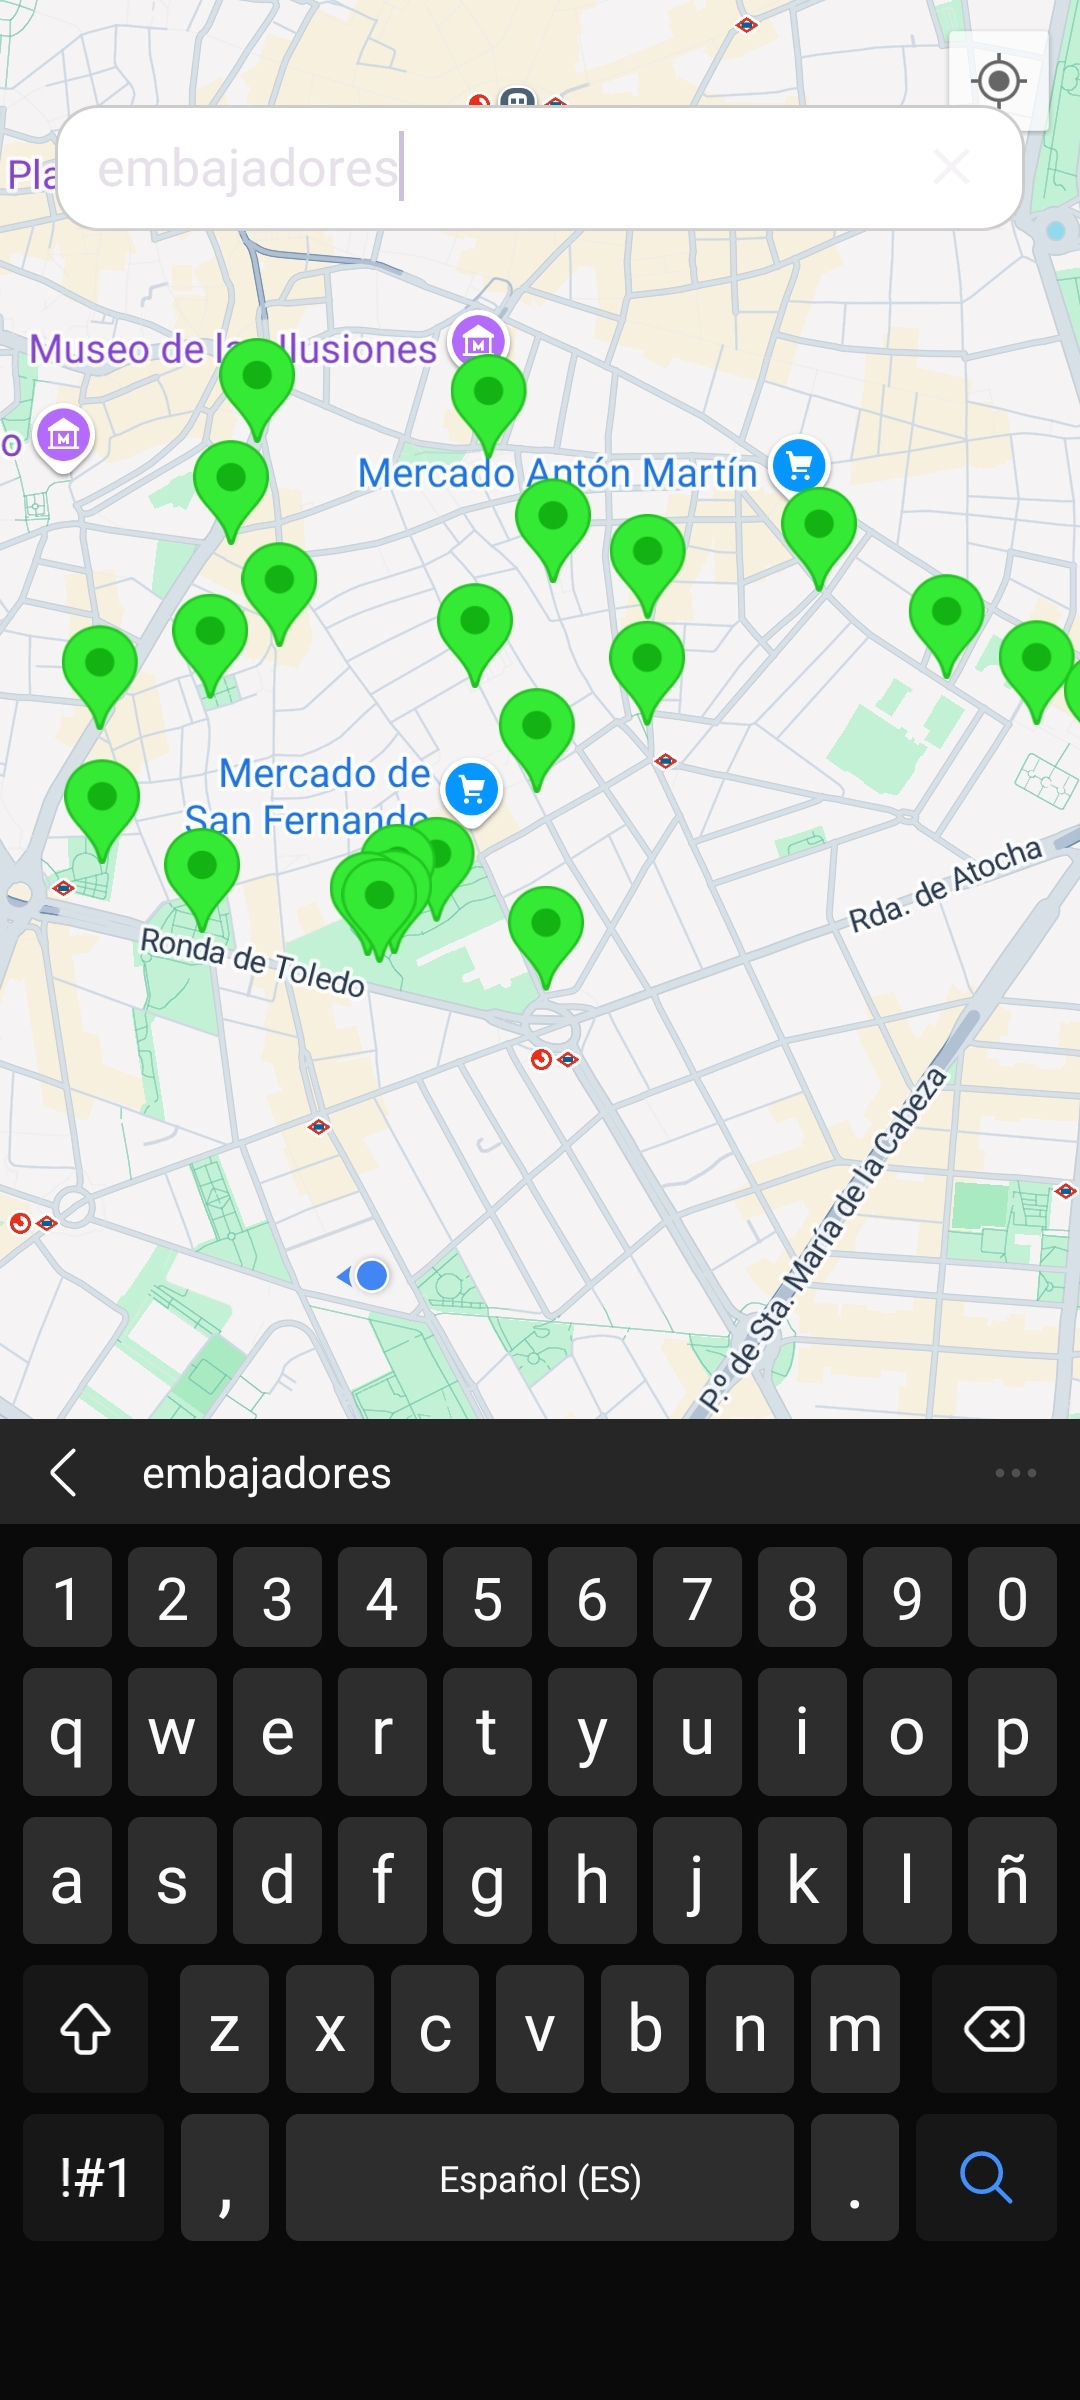 Pla
embajadores
Museo de la Ilusiones
o
Mercado Antón Martín
Mercado de
San Fernando
Rda. de Atocha
Ronda de Toledo
P.º de Sta. María de la Cabeza
embajadores
1 2 3 4 5 6 7 8 9 0
q w e r t y u i o p
a s d f g h j k l ñ
z x c v b n m
!#1 , Español (ES) .